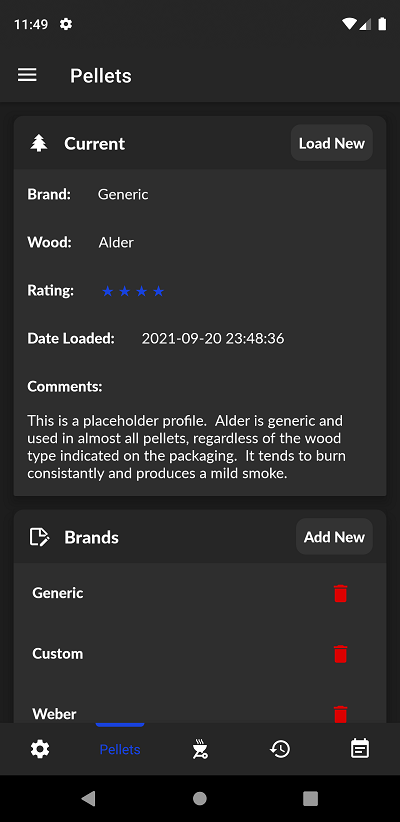 11:49
Pellets
Current
Load New
Brand: Generic
Wood: Alder
Rating: ★ ★ ★ ★
Date Loaded: 2021-09-20 23:48:36
Comments:
This is a placeholder profile.  Alder is generic and
used in almost all pellets, regardless of the wood
type indicated on the packaging.  It tends to burn
consistantly and produces a mild smoke.
Brands
Add New
Generic
Custom
Weber
Pellets